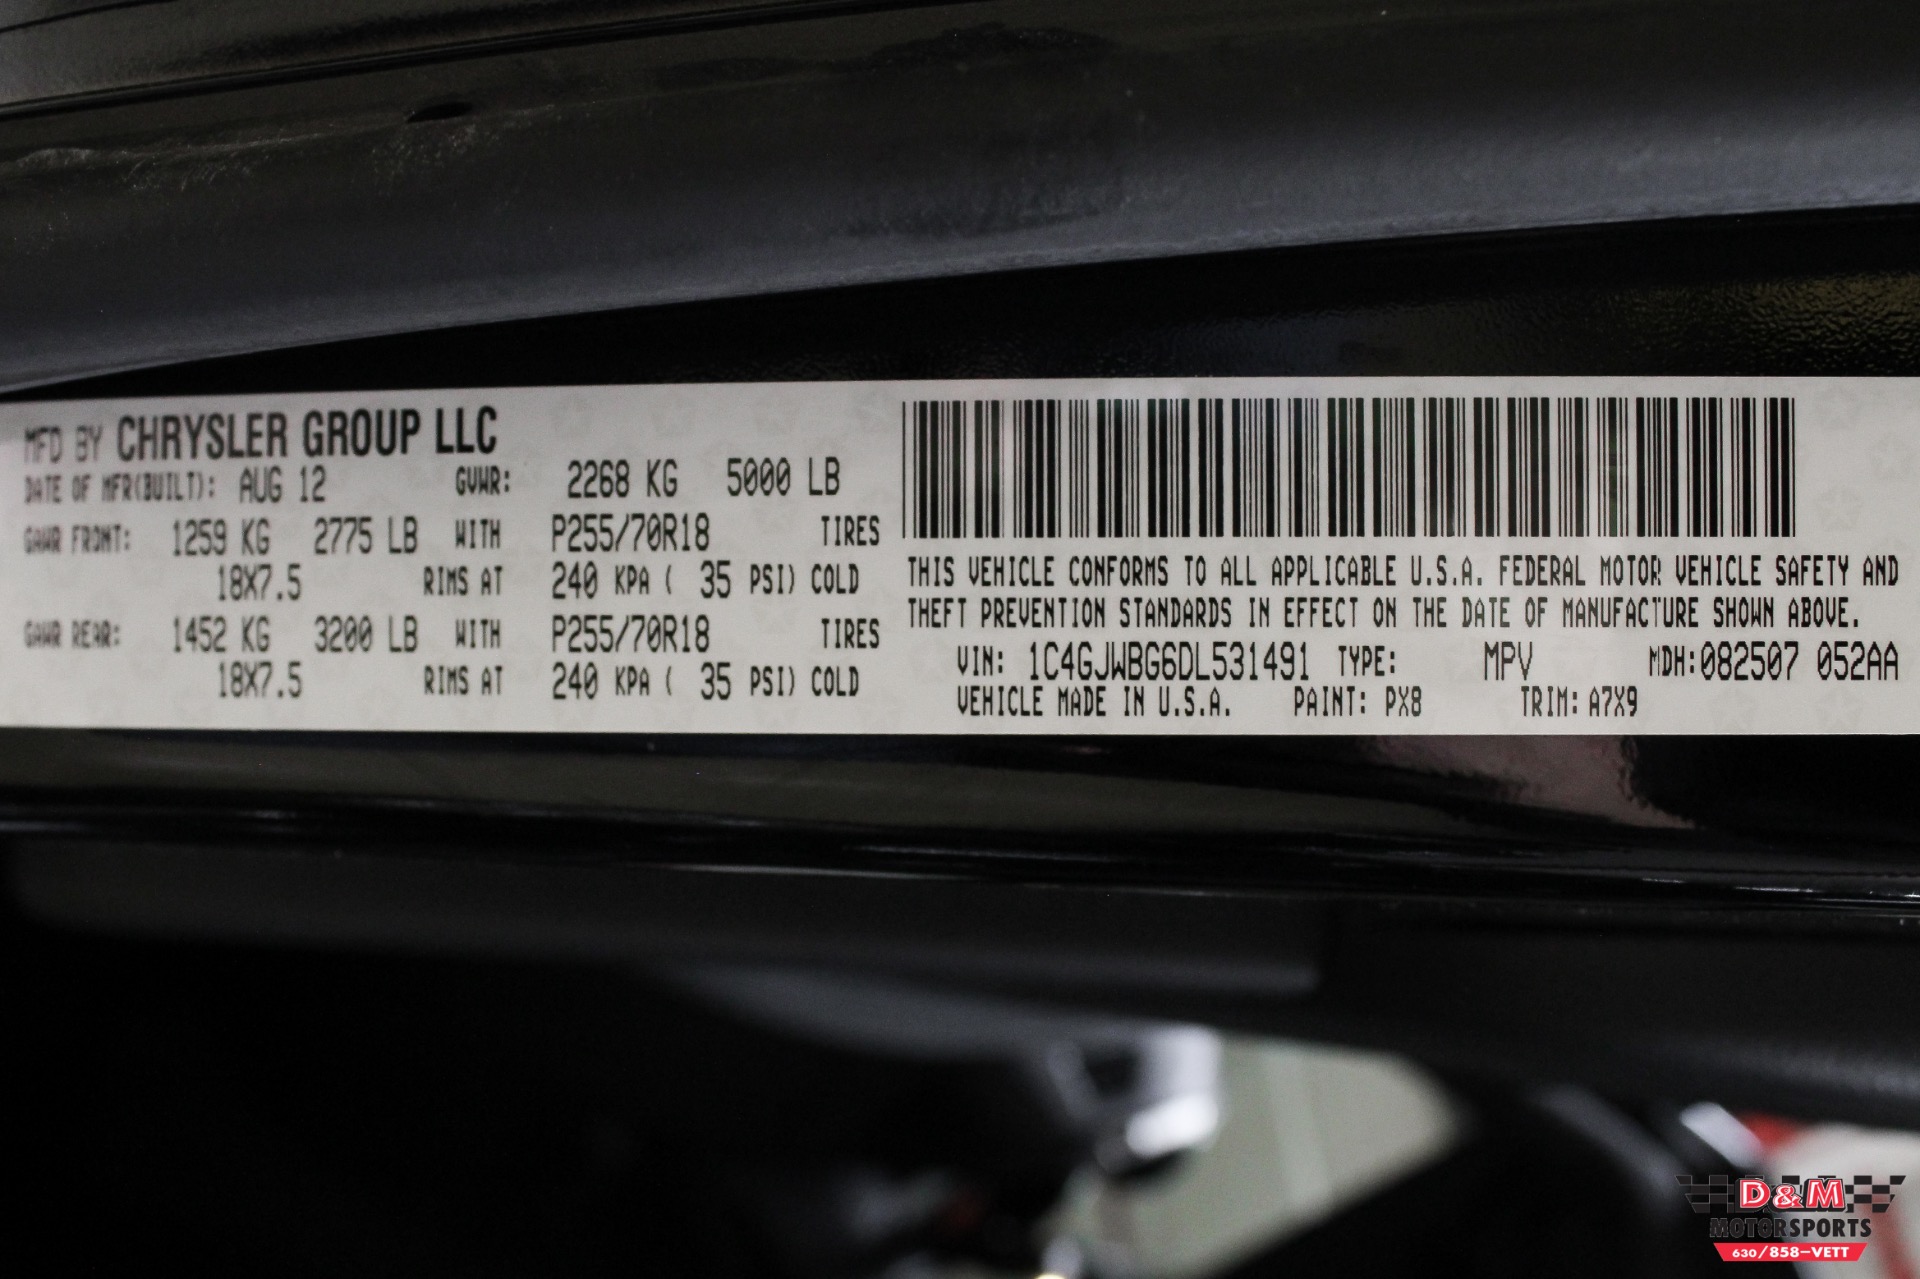 MFD BY CHRYSLER GROUP LLC
DATE OF MFR(BUILT): AUG 12 GVWR: 2268 KG 5000 LB
GAWR FRONT: 1259 KG 2775 LB WITH P255/70R18 TIRES
18X7.5 RIMS AT 240 KPA ( 35 PSI) COLD
GAWR REAR: 1452 KG 3200 LB WITH P255/70R18 TIRES
18X7.5 RIMS AT 240 KPA ( 35 PSI) COLD
THIS VEHICLE CONFORMS TO ALL APPLICABLE U.S.A. FEDERAL MOTOR VEHICLE SAFETY AND
THEFT PREVENTION STANDARDS IN EFFECT ON THE DATE OF MANUFACTURE SHOWN ABOVE.
VIN: 1C4GJWBG6DL531491 TYPE: MPV MDH:082507 052AA
VEHICLE MADE IN U.S.A. PAINT: PX8 TRIM: A7X9
D&M
MOTORSPORTS
630/858-VETT